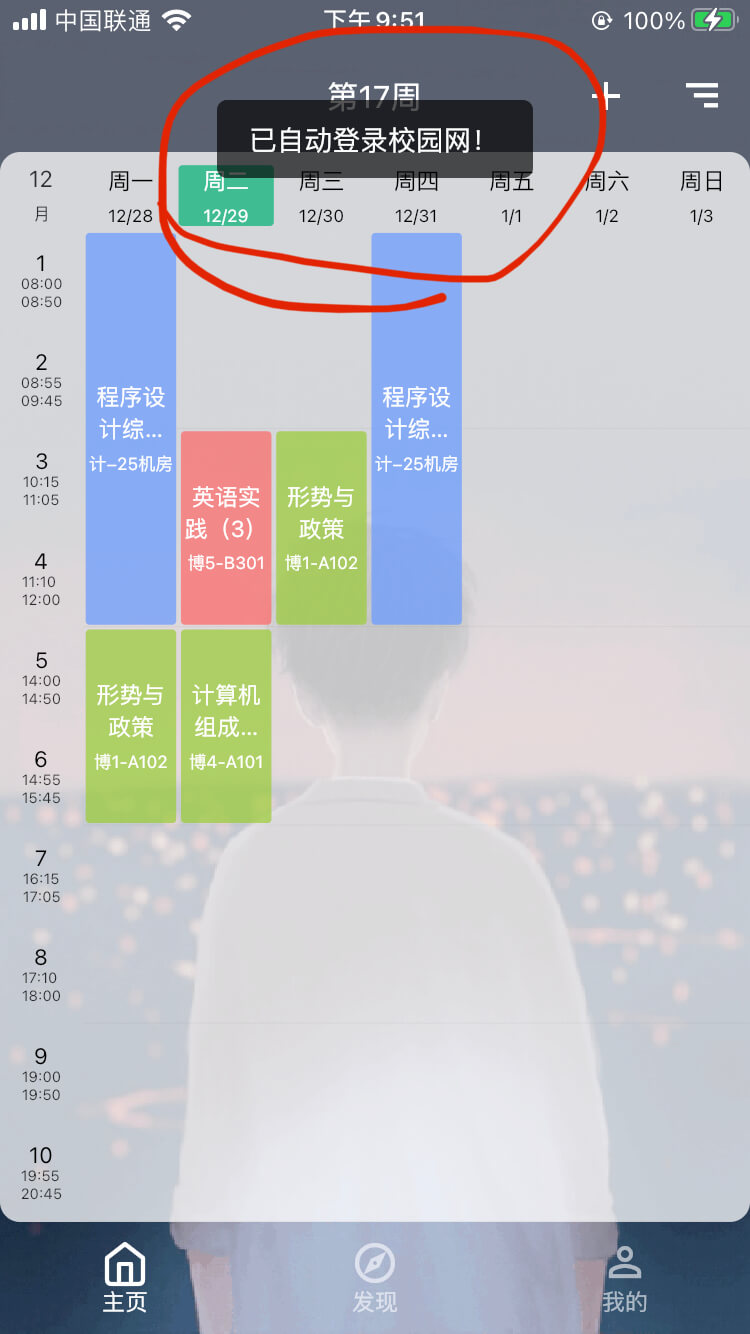 中国联通 下午9:51 100%
第17周
已自动登录校园网!
12 周一 周二 周三 周四 周五 周六 周日
月 12/28 12/29 12/30 12/31 1/1 1/2 1/3
1
08:00
08:50
2
08:55
09:45
3
10:15
11:05
4
11:10
12:00
5
14:00
14:50
6
14:55
15:45
7
16:15
17:05
8
17:10
18:00
9
19:00
19:50
10
19:55
20:45
程序设
计综...
计-25机房
形势与
政策
博1-A102
英语实
践（3）
博5-B301
计算机
组成...
博4-A101
形势与
政策
博1-A102
程序设
计综...
计-25机房
主页 发现 我的